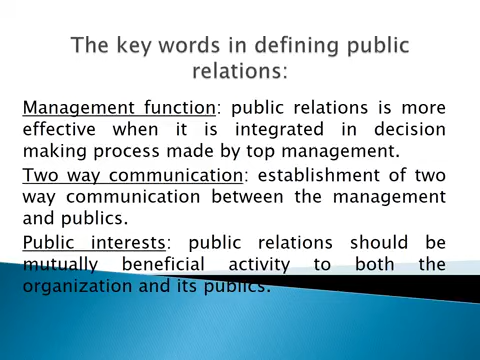 The key words in defining public
relations:
Management function: public relations is more
effective when it is integrated in decision
making process made by top management.
Two way communication: establishment of two
way communication between the management
and publics.
Public interests: public relations should be
mutually beneficial activity to both the
organization and its publics.